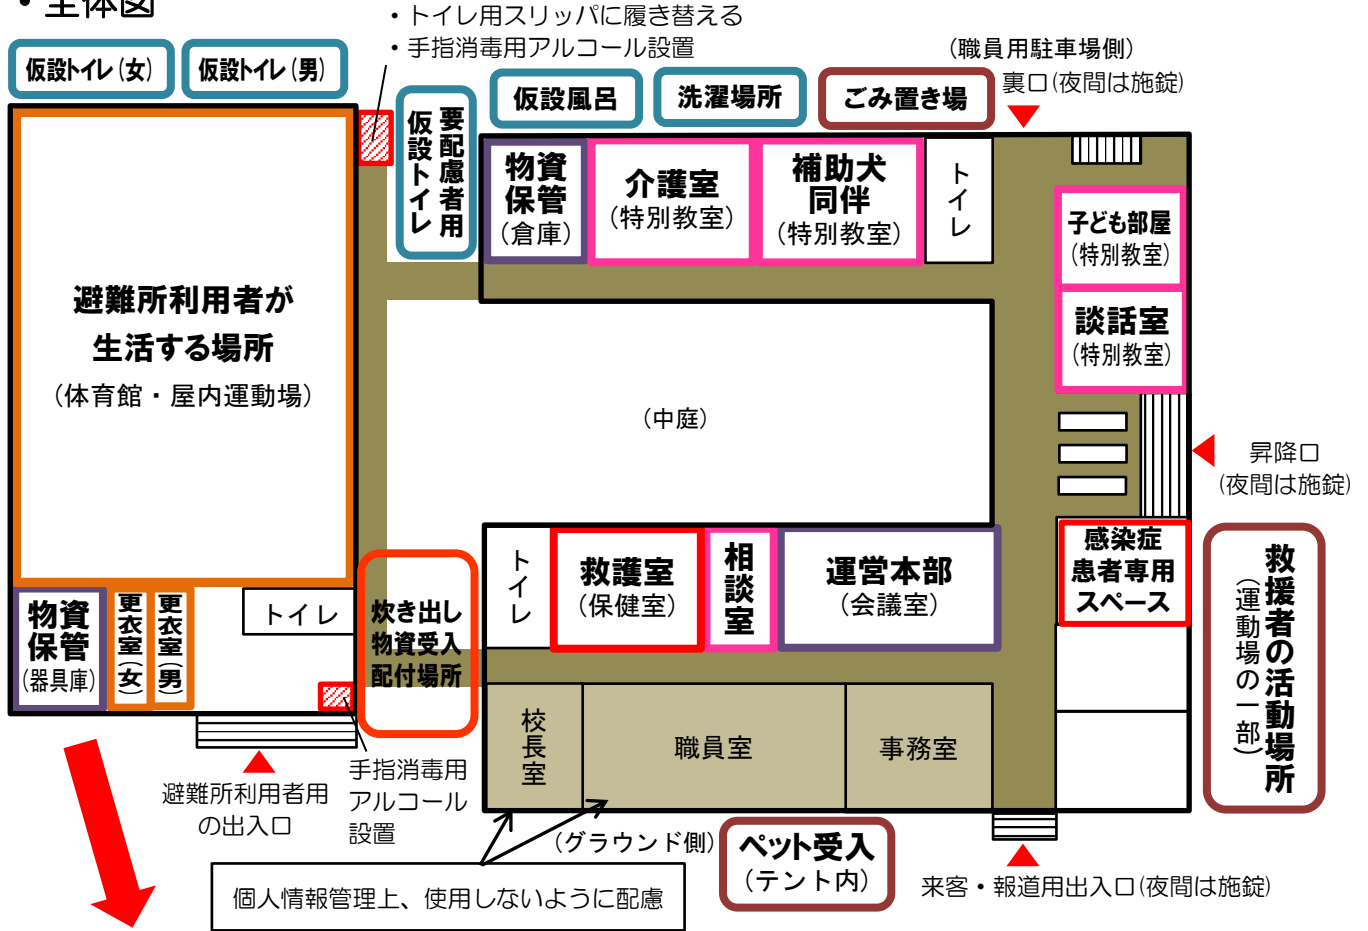 ・全体図
・トイレ用スリッパに履き替える
・手指消毒用アルコール設置
仮設トイレ(女)
仮設トイレ(男)
要配慮者用
仮設トイレ
仮設風呂
洗濯場所
ごみ置き場
(職員用駐車場側)
裏口(夜間は施錠)
物資
保管
(倉庫)
介護室
(特別教室)
補助犬
同伴
(特別教室)
トイレ
子ども部屋
(特別教室)
談話室
(特別教室)
避難所利用者が
生活する場所
(体育館・屋内運動場)
(中庭)
昇降口
(夜間は施錠)
物資
保管
(器具庫)
更衣室(女)
更衣室(男)
トイレ
炊き出し
物資受入
配付場所
トイレ
救護室
(保健室)
相談室
運営本部
(会議室)
感染症
患者専用
スペース
救援者の活動場所
(運動場の一部)
校長室
職員室
事務室
避難所利用者用
の出入口
手指消毒用
アルコール
設置
(グラウンド側)
ペット受入
(テント内)
来客・報道用出入口(夜間は施錠)
個人情報管理上、使用しないように配慮